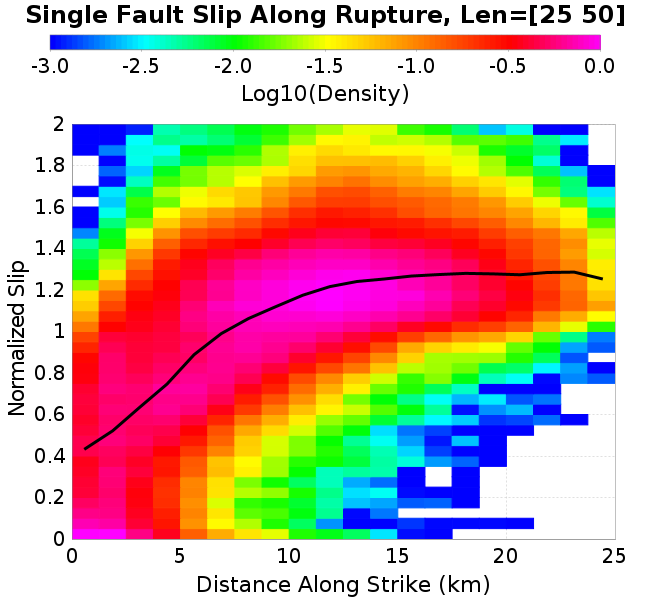 Single Fault Slip Along Rupture, Len=[25 50]
-3.0 -2.5 -2.0 -1.5 -1.0 -0.5 0.0
Log10(Density)
2
1.8
1.6
1.4
1.2
1
0.8
0.6
0.4
0.2
0
Normalized Slip
0 5 10 15 20 25
Distance Along Strike (km)